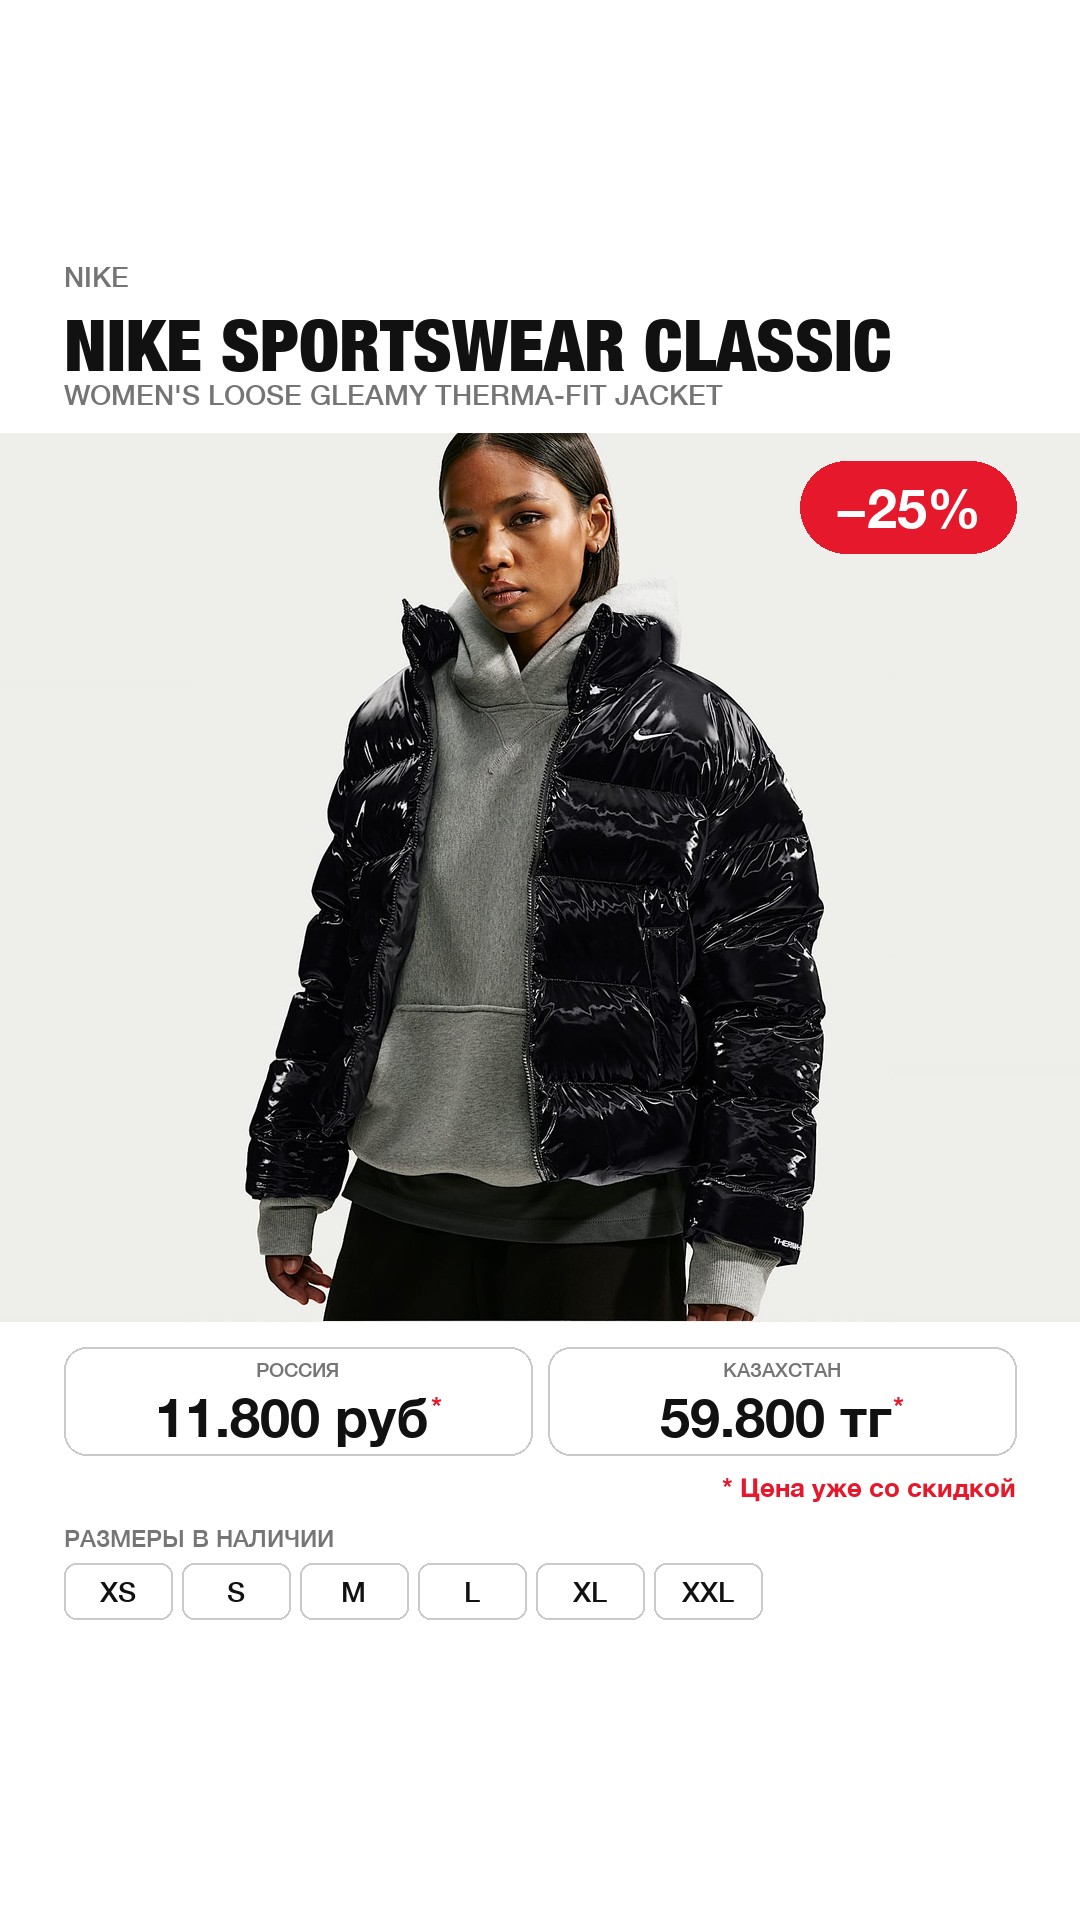 NIKE
NIKE SPORTSWEAR CLASSIC
WOMEN'S LOOSE GLEAMY THERMA-FIT JACKET
–25%
РОССИЯ
11.800 руб*
КАЗАХСТАН
59.800 тг*
* Цена уже со скидкой
РАЗМЕРЫ В НАЛИЧИИ
XS S M L XL XXL